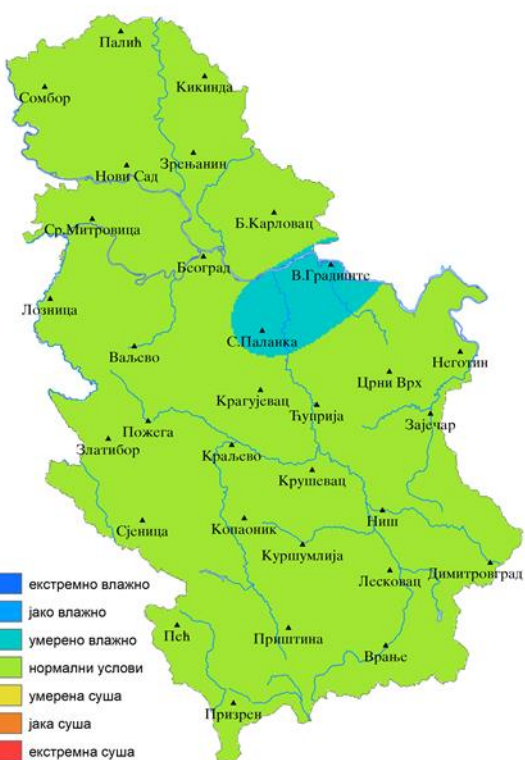 Палић
Кикинда
Сомбор
Зрењанин
Нови Сад
Б.Карловац
Ср.Митровица
Београд
В.Градиште
Лозница
С.Паланка
Ваљево
Неготин
Црни Врх
Крагујевац
Ћуприја
Зајечар
Пожега
Златибор
Краљево
Крушевац
Сјеница
Копаоник
Ниш
Куршумлија
Лесковац
Димитровград
Пећ
Приштина
Врање
Призрен
екстремно влажно
јако влажно
умерено влажно
нормални услови
умерена суша
јака суша
екстремна суша